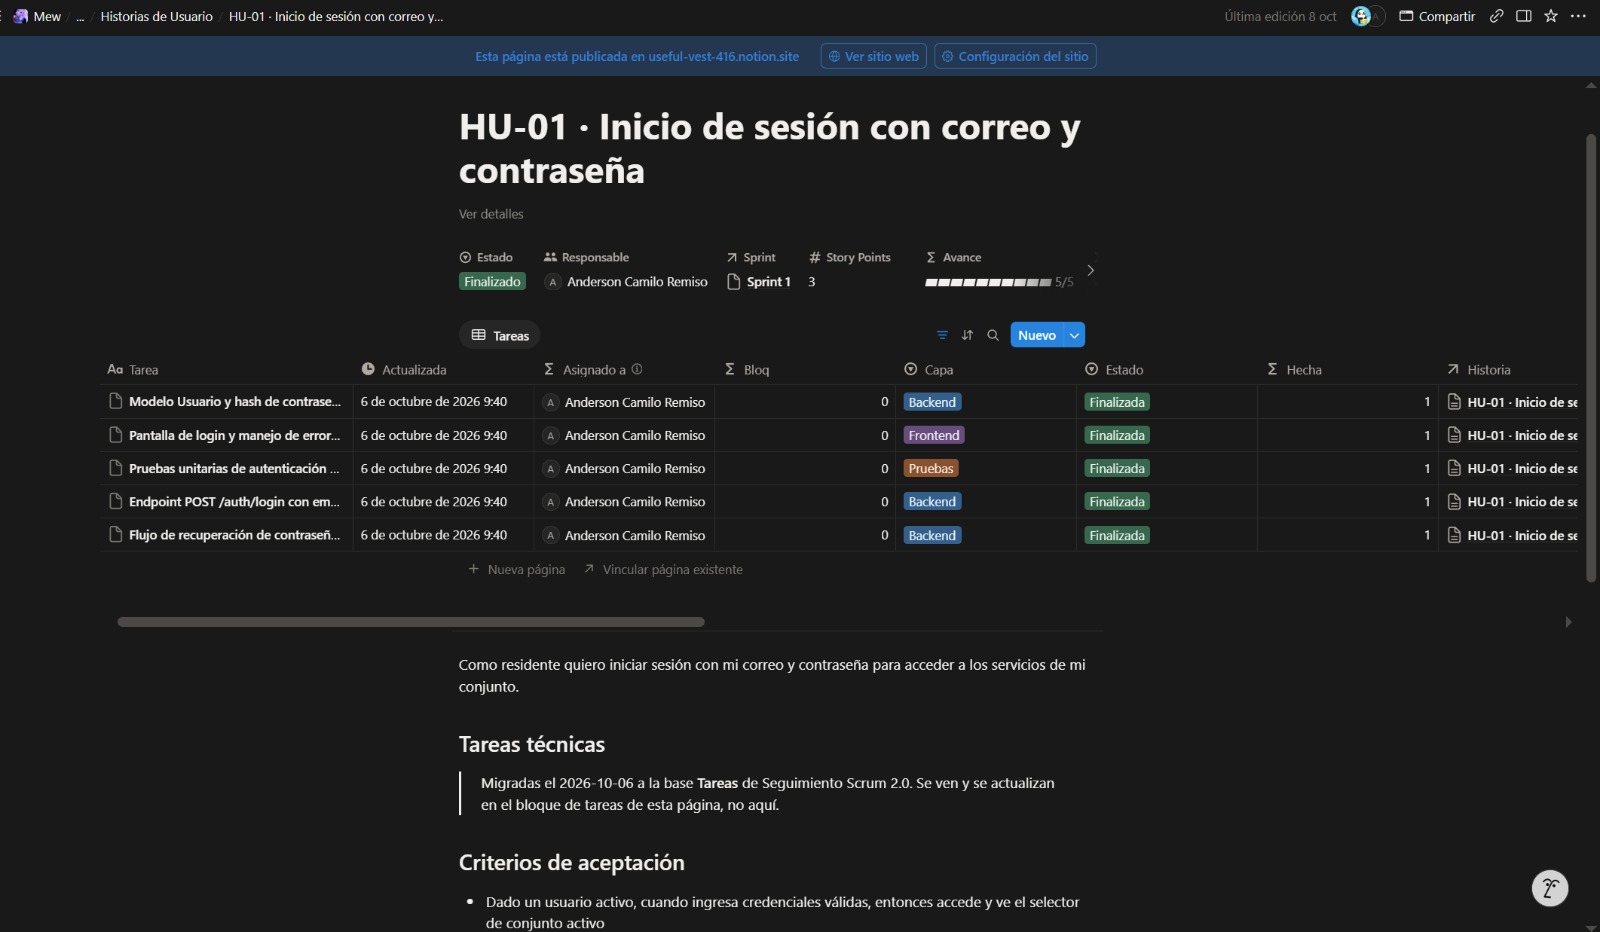 Mew / ... / Historias de Usuario / HU-01 · Inicio de sesión con correo y...
Última edición 8 oct
A
Compartir
Esta página está publicada en useful-vest-416.notion.site
Ver sitio web
Configuración del sitio
HU-01 · Inicio de sesión con correo y
contraseña
Ver detalles
Estado Responsable Sprint # Story Points Σ Avance
Finalizado A Anderson Camilo Remiso Sprint 1 3 5/5
Tareas
Nuevo
Aa Tarea Actualizada Σ Asignado a Σ Bloq Capa Estado Σ Hecha Historia
Modelo Usuario y hash de contrase... 6 de octubre de 2026 9:40 A Anderson Camilo Remiso 0 Backend Finalizada 1 HU-01 · Inicio de se
Pantalla de login y manejo de error... 6 de octubre de 2026 9:40 A Anderson Camilo Remiso 0 Frontend Finalizada 1 HU-01 · Inicio de se
Pruebas unitarias de autenticación ... 6 de octubre de 2026 9:40 A Anderson Camilo Remiso 0 Pruebas Finalizada 1 HU-01 · Inicio de se
Endpoint POST /auth/login con em... 6 de octubre de 2026 9:40 A Anderson Camilo Remiso 0 Backend Finalizada 1 HU-01 · Inicio de se
Flujo de recuperación de contraseñ... 6 de octubre de 2026 9:40 A Anderson Camilo Remiso 0 Backend Finalizada 1 HU-01 · Inicio de se
+ Nueva página Vincular página existente
Como residente quiero iniciar sesión con mi correo y contraseña para acceder a los servicios de mi
conjunto.
Tareas técnicas
Migradas el 2026-10-06 a la base Tareas de Seguimiento Scrum 2.0. Se ven y se actualizan
en el bloque de tareas de esta página, no aquí.
Criterios de aceptación
• Dado un usuario activo, cuando ingresa credenciales válidas, entonces accede y ve el selector
de conjunto activo